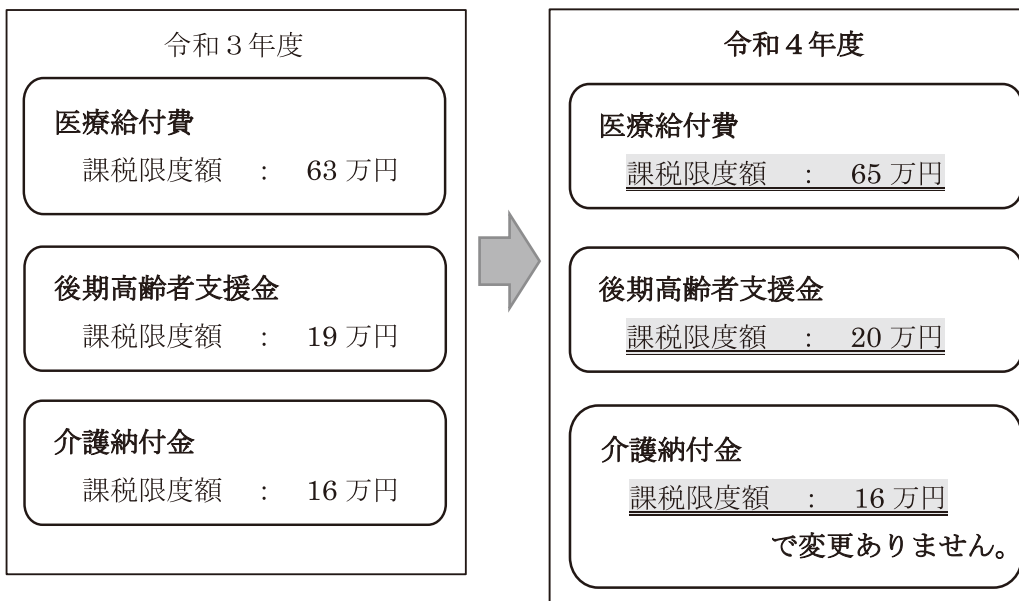 令和３年度
医療給付費
課税限度額　：　63 万円
後期高齢者支援金
課税限度額　：　19 万円
介護納付金
課税限度額　：　16 万円
令和４年度
医療給付費
課税限度額　：　65 万円
後期高齢者支援金
課税限度額　：　20 万円
介護納付金
課税限度額　：　16 万円
で変更ありません。